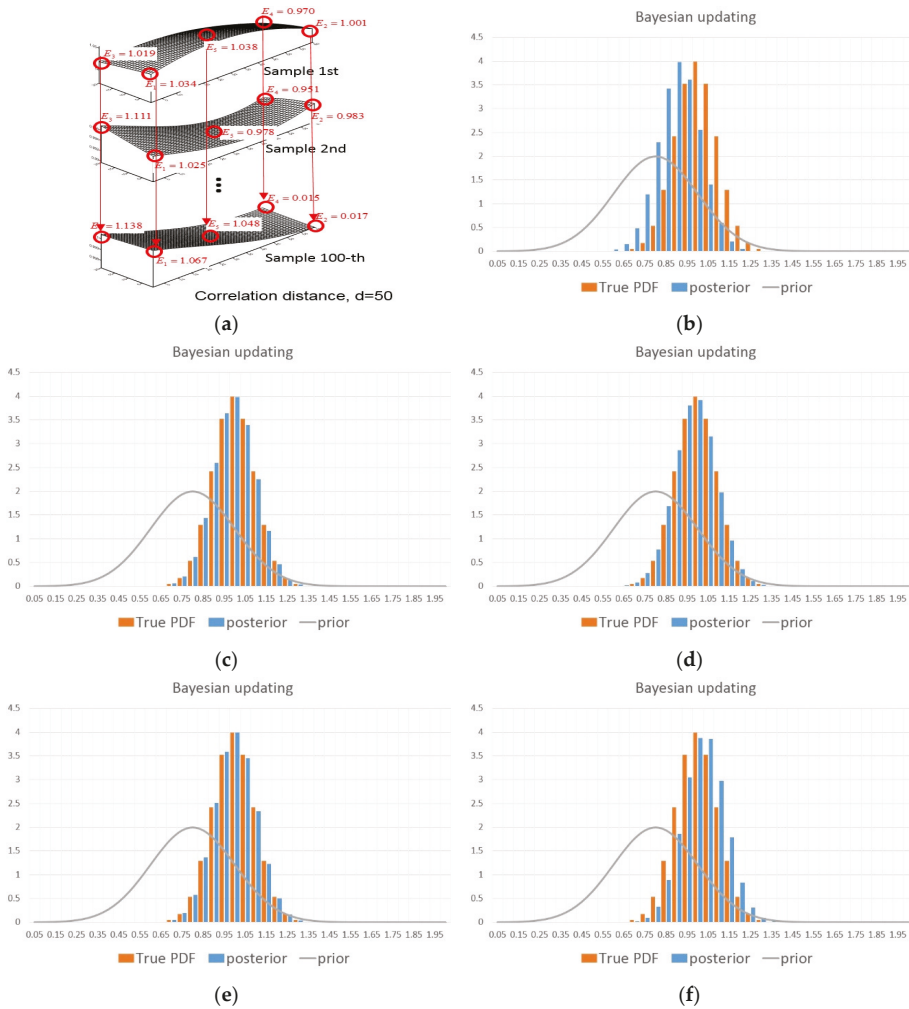 E₄ = 0.970
E₂ = 1.001
E₃ = 1.019
E₅ = 1.038
Sample 1st
E₁ = 1.034
E₄ = 0.951
E₃ = 1.111
E₂ = 0.983
E₅ = 0.978
Sample 2nd
E₁ = 1.025
E₄ = 0.015
E₂ = 0.017
= 1.138
E₅ = 1.048
Sample 100-th
E₁ = 1.067
Correlation distance, d=50
(a)
Bayesian updating
4.5
4
3.5
3
2.5
2
1.5
1
0.5
0
0.05 0.15 0.25 0.35 0.45 0.55 0.65 0.75 0.85 0.95 1.05 1.15 1.25 1.35 1.45 1.55 1.65 1.75 1.85 1.95
True PDF posterior prior
(b)
Bayesian updating
4.5
4
3.5
3
2.5
2
1.5
1
0.5
0
0.05 0.15 0.25 0.35 0.45 0.55 0.65 0.75 0.85 0.95 1.05 1.15 1.25 1.35 1.45 1.55 1.65 1.75 1.85 1.95
True PDF posterior prior
(c)
Bayesian updating
4.5
4
3.5
3
2.5
2
1.5
1
0.5
0
0.05 0.15 0.25 0.35 0.45 0.55 0.65 0.75 0.85 0.95 1.05 1.15 1.25 1.35 1.45 1.55 1.65 1.75 1.85 1.95
True PDF posterior prior
(d)
Bayesian updating
4.5
4
3.5
3
2.5
2
1.5
1
0.5
0
0.05 0.15 0.25 0.35 0.45 0.55 0.65 0.75 0.85 0.95 1.05 1.15 1.25 1.35 1.45 1.55 1.65 1.75 1.85 1.95
True PDF posterior prior
(e)
Bayesian updating
4.5
4
3.5
3
2.5
2
1.5
1
0.5
0
0.05 0.15 0.25 0.35 0.45 0.55 0.65 0.75 0.85 0.95 1.05 1.15 1.25 1.35 1.45 1.55 1.65 1.75 1.85 1.95
True PDF posterior prior
(f)